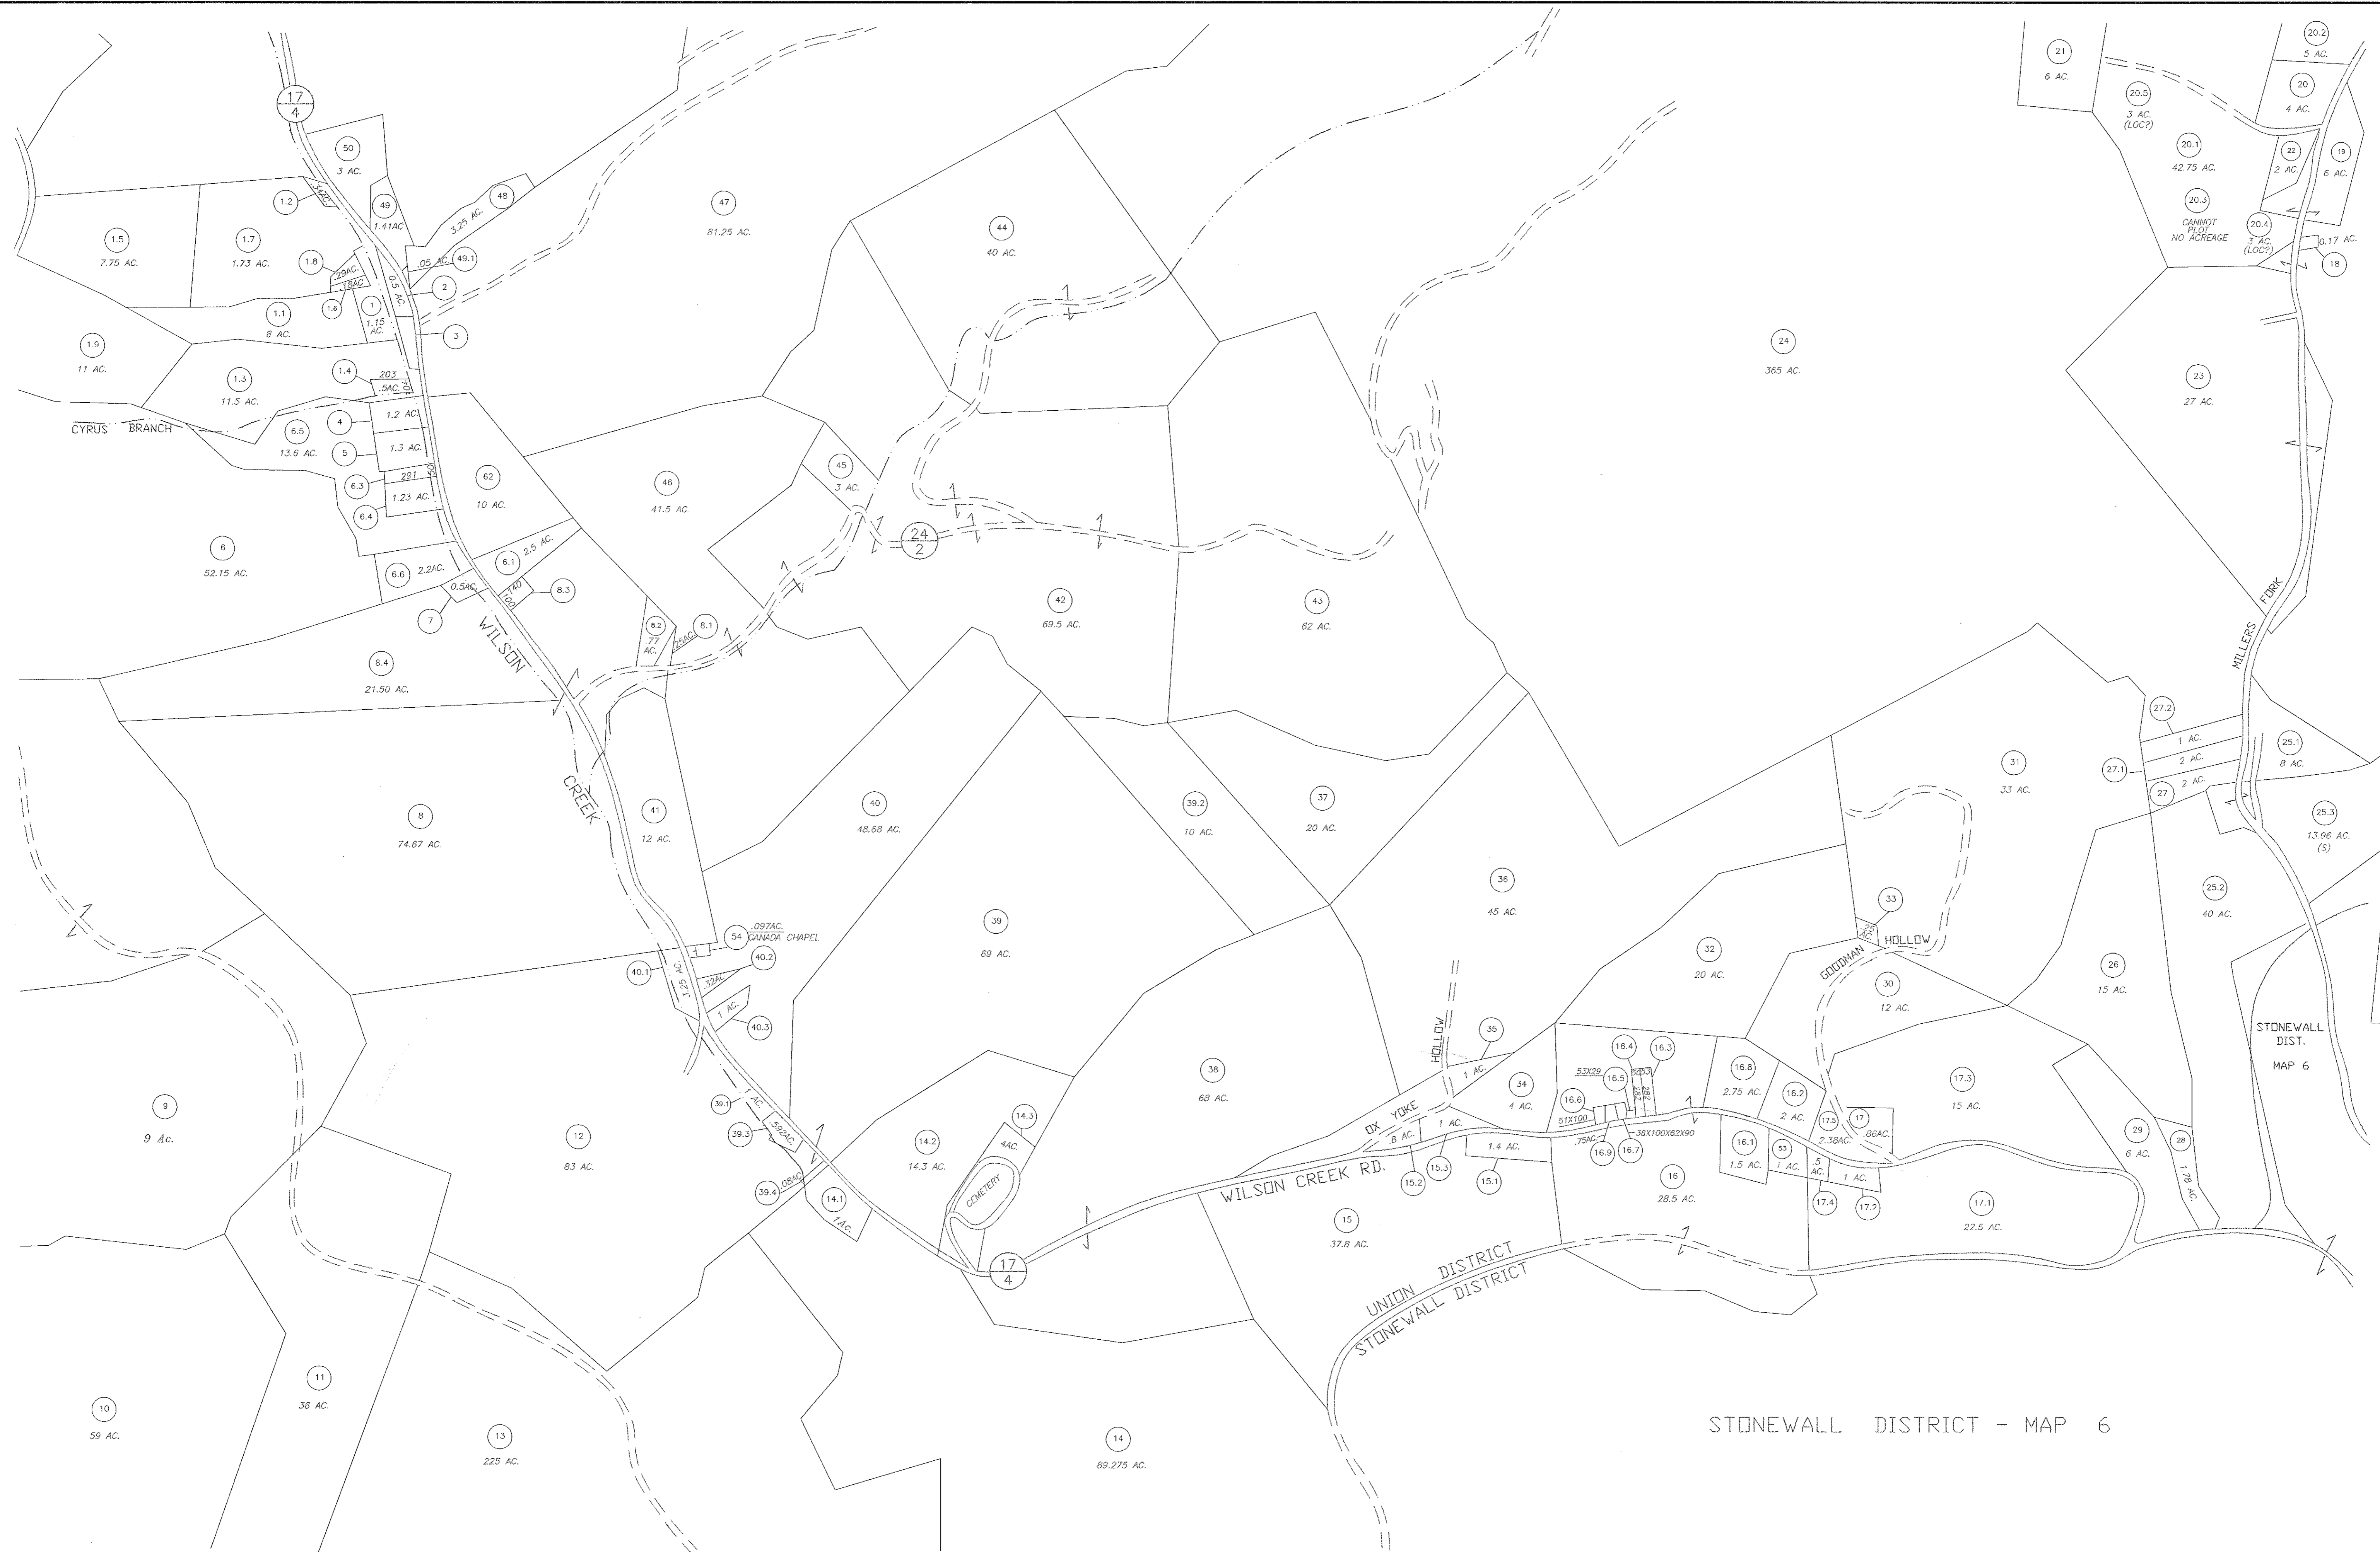 17
4
50
3 AC.
1.2
.34AC.
49
1.41AC
48
3.25 AC.
47
81.25 AC.
44
40 AC.
21
6 AC.
20.2
5 AC.
20
4 AC.
20.5
3 AC.
(LOC?)
20.1
42.75 AC.
22
2 AC.
19
6 AC.
20.3
CANNOT
PLOT
NO ACREAGE
20.4
3 AC.
(LOC?)
0.17 AC.
18
1.5
7.75 AC.
1.7
1.73 AC.
1.8
.29AC.
.18AC
1.6
.05 AC.
49.1
0.5 AC.
2
1
1.15
AC.
3
1.1
8 AC.
1.9
11 AC.
1.3
11.5 AC.
1.4
203
.5AC.
104
24
365 AC.
23
27 AC.
CYRUS BRANCH
6.5
13.6 AC.
4
1.2 AC.
5
1.3 AC.
6.3
291
50
6.4
1.23 AC.
62
10 AC.
46
41.5 AC.
45
3 AC.
24
2
6
52.15 AC.
6.6
2.2AC.
6.1
2.5 AC.
7
0.5AC.
140
100
8.3
8.2
.77
AC.
8.1
.25AC.
42
69.5 AC.
43
62 AC.
MILLERS FORK
WILSON
CREEK
8.4
21.50 AC.
8
74.67 AC.
41
12 AC.
40
48.68 AC.
39.2
10 AC.
37
20 AC.
31
33 AC.
27.2
1 AC.
27.1
2 AC.
27
2 AC.
25.1
8 AC.
25.3
13.96 AC.
(S)
25.2
40 AC.
36
45 AC.
33
.25
AC.
GOODMAN HOLLOW
32
20 AC.
30
12 AC.
26
15 AC.
39
69 AC.
54
.097AC.
CANADA CHAPEL
40.1
3.25 AC.
40.2
.32AC.
40.3
1 AC.
STONEWALL
DIST.
MAP 6
9
9 Ac.
12
83 AC.
39.1
1 AC.
39.3
.592AC.
39.4
.08AC.
14.1
1Ac.
14.2
14.3 AC.
14.3
4AC.
CEMETERY
38
68 AC.
OX YOKE HOLLOW
35
1 AC.
34
4 AC.
.8 AC.
15.2
1 AC.
15.3
1.4 AC.
15.1
53X29
16.4
16.3
16.5
53
282
282
16.6
51X100
.75AC.
16.9
16.7
38X100X62X90
16.8
2.75 AC.
16.2
2 AC.
17.5
2.38AC.
17
.86AC.
17.3
15 AC.
16.1
1.5 AC.
53
1 AC.
.5
AC.
17.4
1 AC.
17.2
16
28.5 AC.
17.1
22.5 AC.
29
6 AC.
28
1.78 AC.
WILSON CREEK RD.
17
4
15
37.8 AC.
UNION DISTRICT
STONEWALL DISTRICT
10
59 AC.
11
36 AC.
13
225 AC.
14
89.275 AC.
STONEWALL DISTRICT - MAP 6